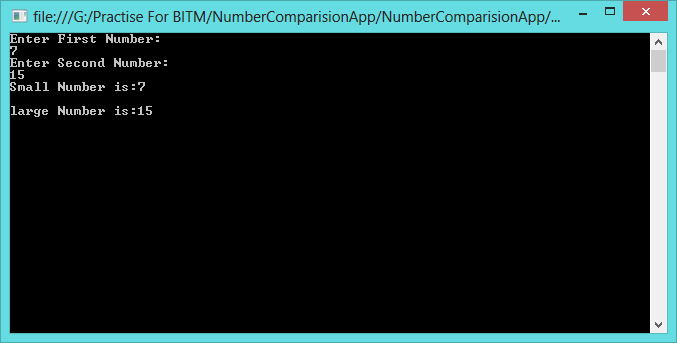 file:///G:/Practise For BITM/NumberComparisionApp/NumberComparisionApp/...
Enter First Number:
7
Enter Second Number:
15
Small Number is:7
large Number is:15